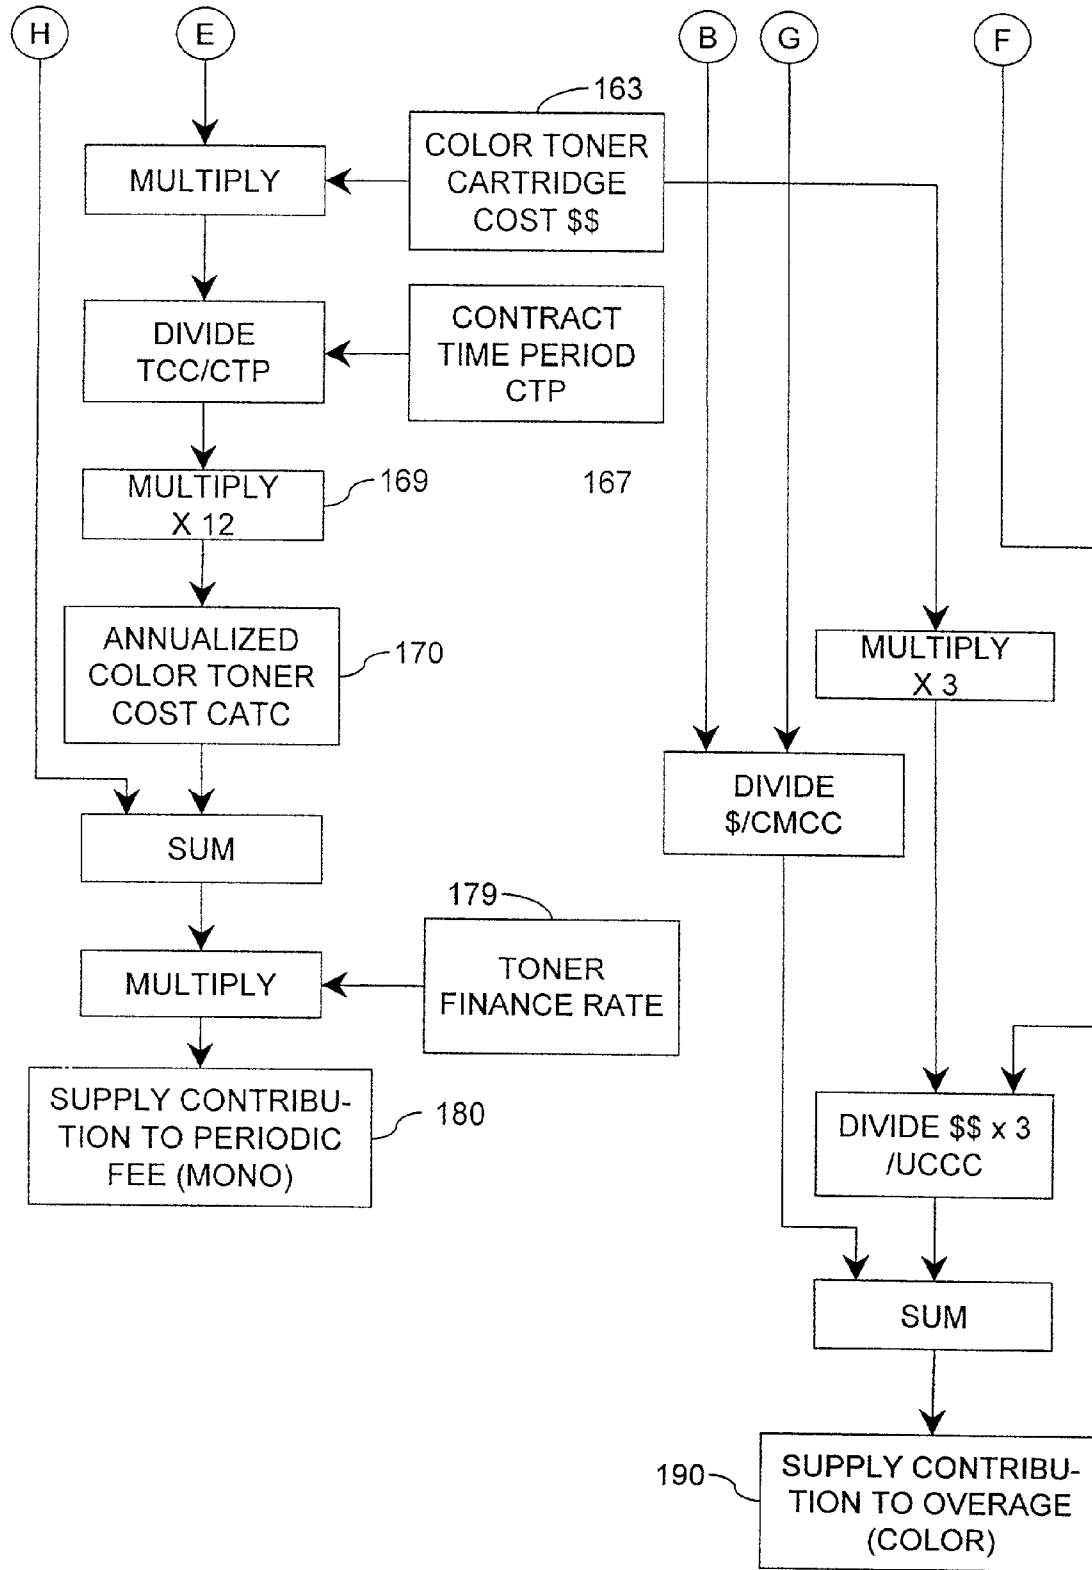 H
E
B
G
F
163
COLOR TONER
CARTRIDGE
COST $$
MULTIPLY
DIVIDE
TCC/CTP
CONTRACT
TIME PERIOD
CTP
MULTIPLY
X 12
169
167
ANNUALIZED
COLOR TONER
COST CATC
170
MULTIPLY
X 3
DIVIDE
$/CMCC
SUM
179
MULTIPLY
TONER
FINANCE RATE
SUPPLY CONTRIBU-
TION TO PERIODIC
FEE (MONO)
180
DIVIDE $$ x 3
/UCCC
SUM
190
SUPPLY CONTRIBU-
TION TO OVERAGE
(COLOR)